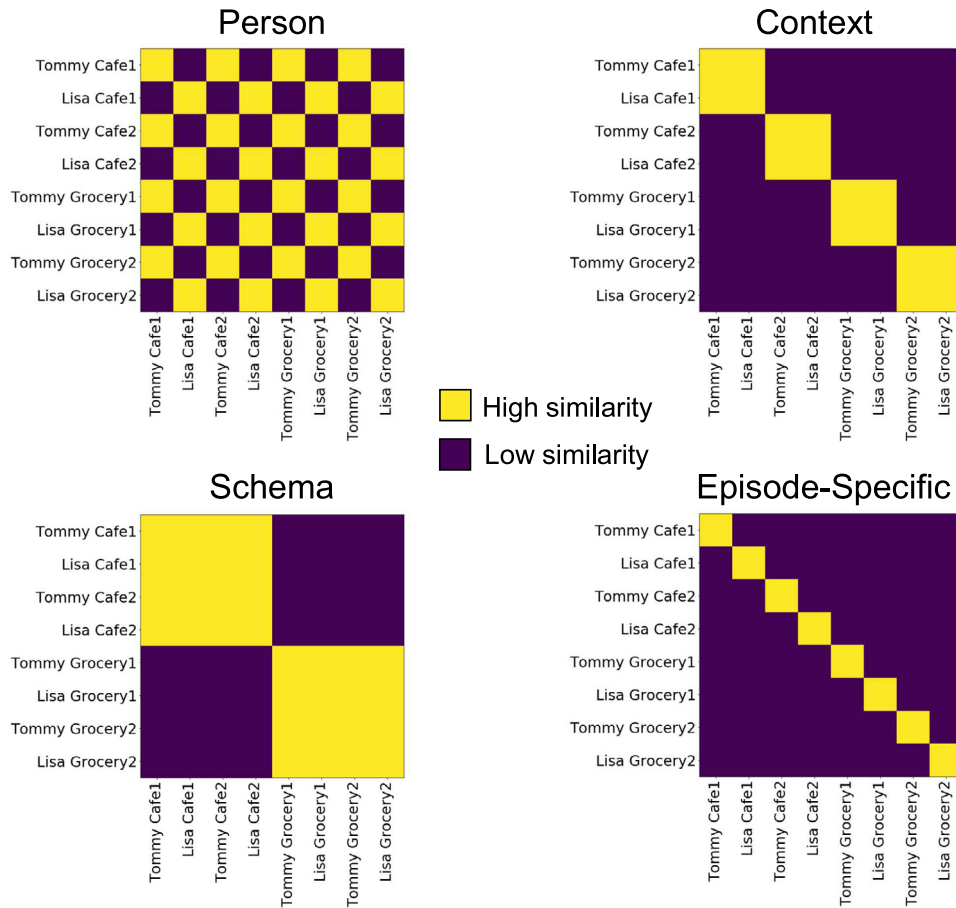 Person
Tommy Cafe1
Lisa Cafe1
Tommy Cafe2
Lisa Cafe2
Tommy Grocery1
Lisa Grocery1
Tommy Grocery2
Lisa Grocery2
Tommy Cafe1
Lisa Cafe1
Tommy Cafe2
Lisa Cafe2
Tommy Grocery1
Lisa Grocery1
Tommy Grocery2
Lisa Grocery2
Context
Tommy Cafe1
Lisa Cafe1
Tommy Cafe2
Lisa Cafe2
Tommy Grocery1
Lisa Grocery1
Tommy Grocery2
Lisa Grocery2
Tommy Cafe1
Lisa Cafe1
Tommy Cafe2
Lisa Cafe2
Tommy Grocery1
Lisa Grocery1
Tommy Grocery2
Lisa Grocery2
High similarity
Low similarity
Schema
Tommy Cafe1
Lisa Cafe1
Tommy Cafe2
Lisa Cafe2
Tommy Grocery1
Lisa Grocery1
Tommy Grocery2
Lisa Grocery2
Tommy Cafe1
Lisa Cafe1
Tommy Cafe2
Lisa Cafe2
Tommy Grocery1
Lisa Grocery1
Tommy Grocery2
Lisa Grocery2
Episode-Specific
Tommy Cafe1
Lisa Cafe1
Tommy Cafe2
Lisa Cafe2
Tommy Grocery1
Lisa Grocery1
Tommy Grocery2
Lisa Grocery2
Tommy Cafe1
Lisa Cafe1
Tommy Cafe2
Lisa Cafe2
Tommy Grocery1
Lisa Grocery1
Tommy Grocery2
Lisa Grocery2